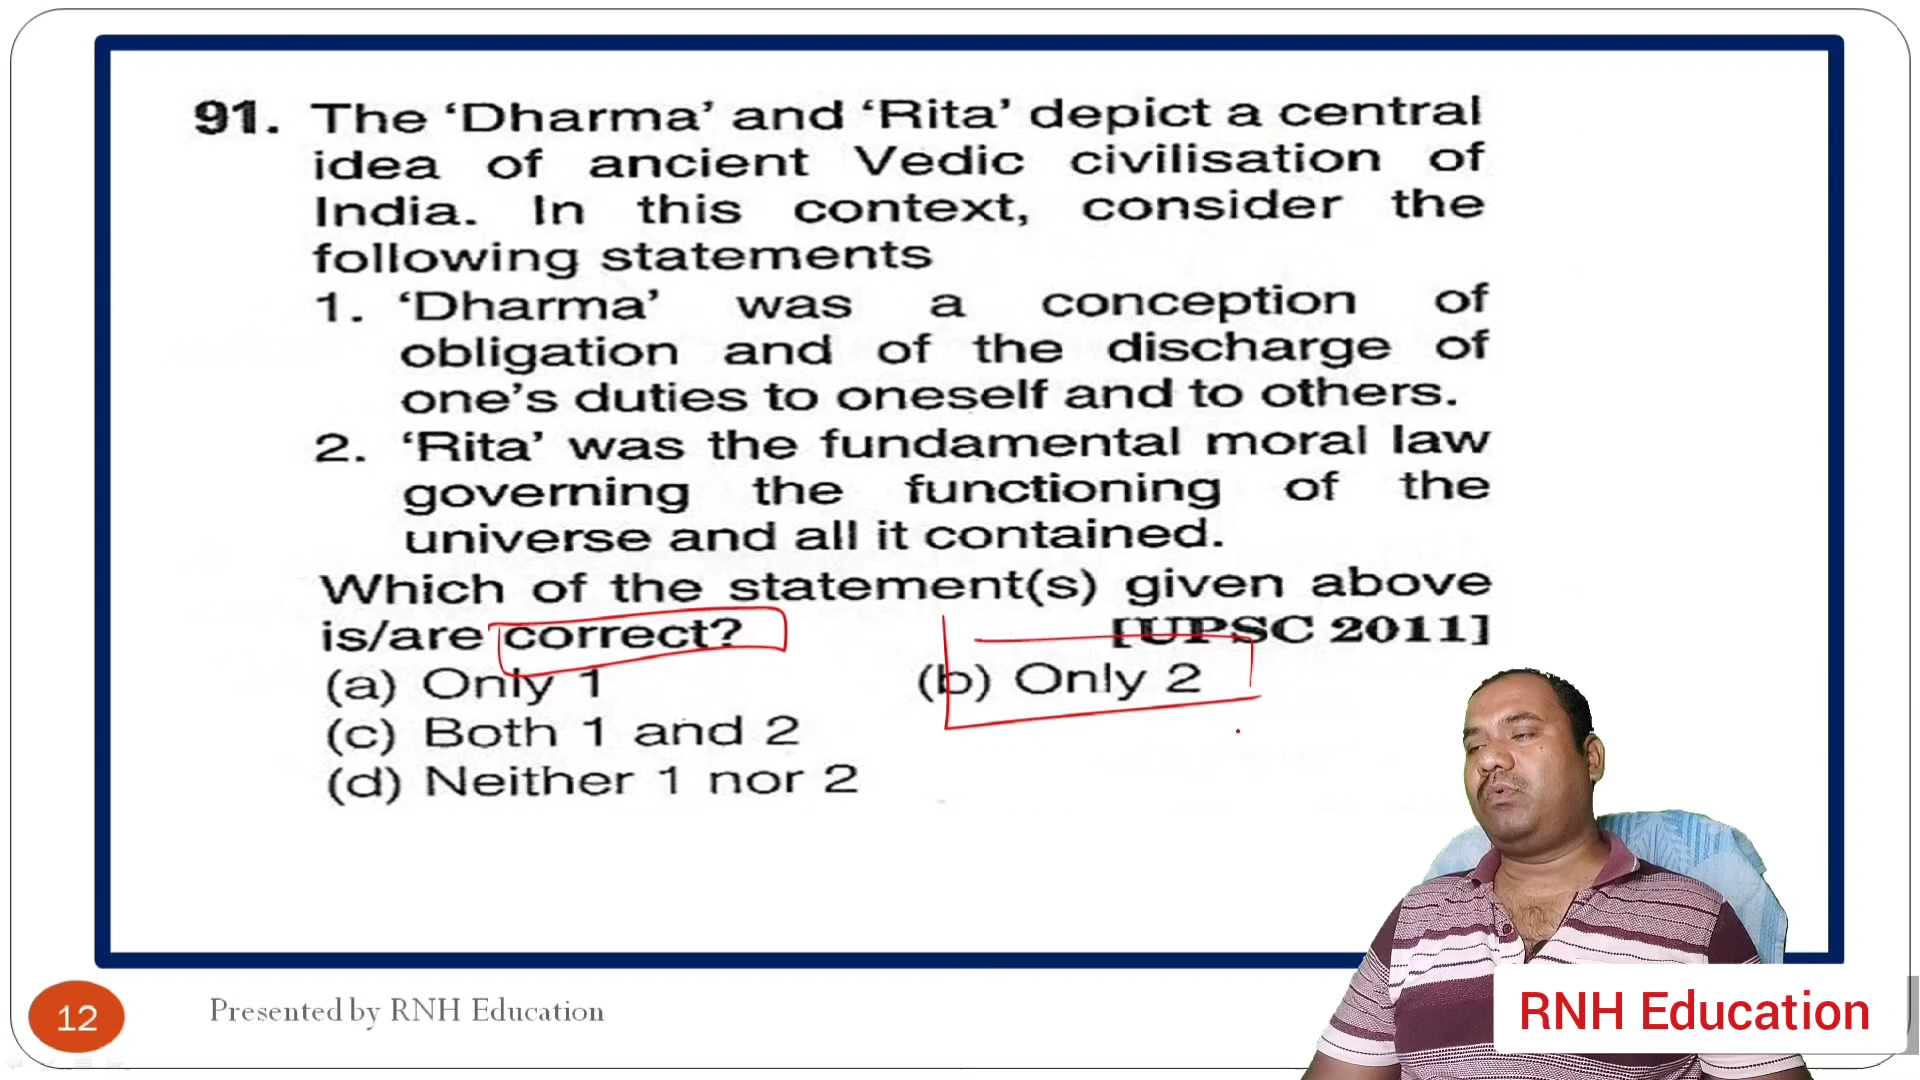 91. The ‘Dharma’ and ‘Rita’ depict a central
idea of ancient Vedic civilisation of
India. In this context, consider the
following statements
1. ‘Dharma’ was a conception of
obligation and of the discharge of
one’s duties to oneself and to others.
2. ‘Rita’ was the fundamental moral law
governing the functioning of the
universe and all it contained.
Which of the statement(s) given above
is/are correct? [UPSC 2011]
(a) Only 1 (b) Only 2
(c) Both 1 and 2
(d) Neither 1 nor 2
12 Presented by RNH Education
RNH Education